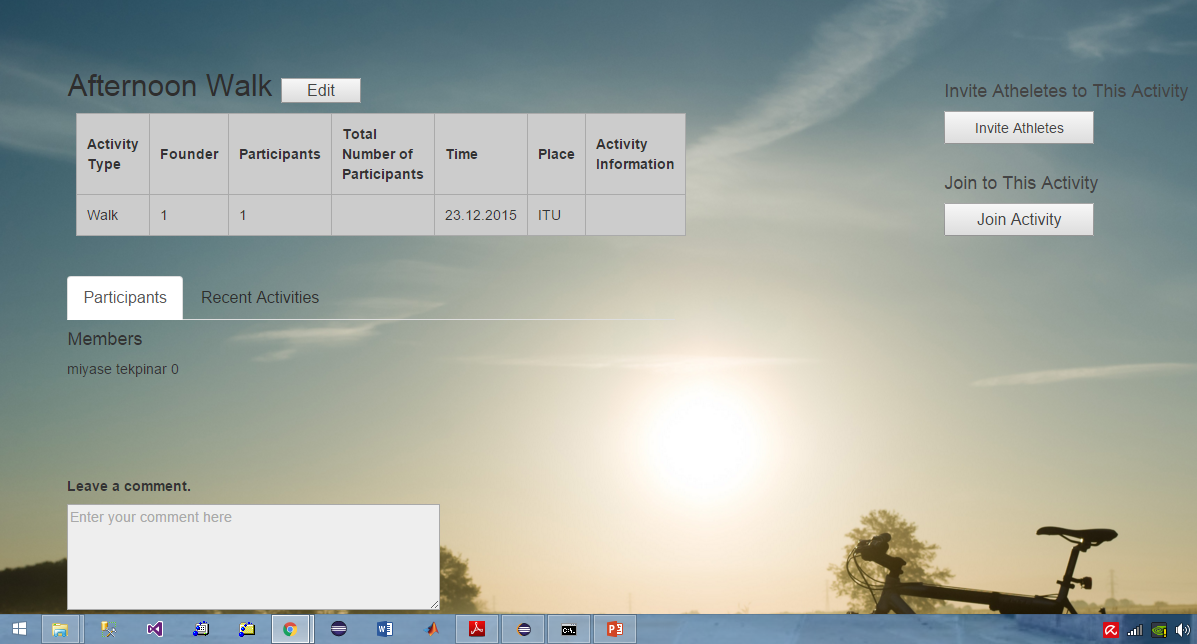 Afternoon Walk Edit
Invite Atheletes to This Activity
Invite Athletes
Join to This Activity
Join Activity
Activity Type Founder Participants Total Number of Participants Time Place Activity Information
Walk 1 1 23.12.2015 ITU
Participants Recent Activities
Members
miyase tekpinar 0
Leave a comment.
Enter your comment here